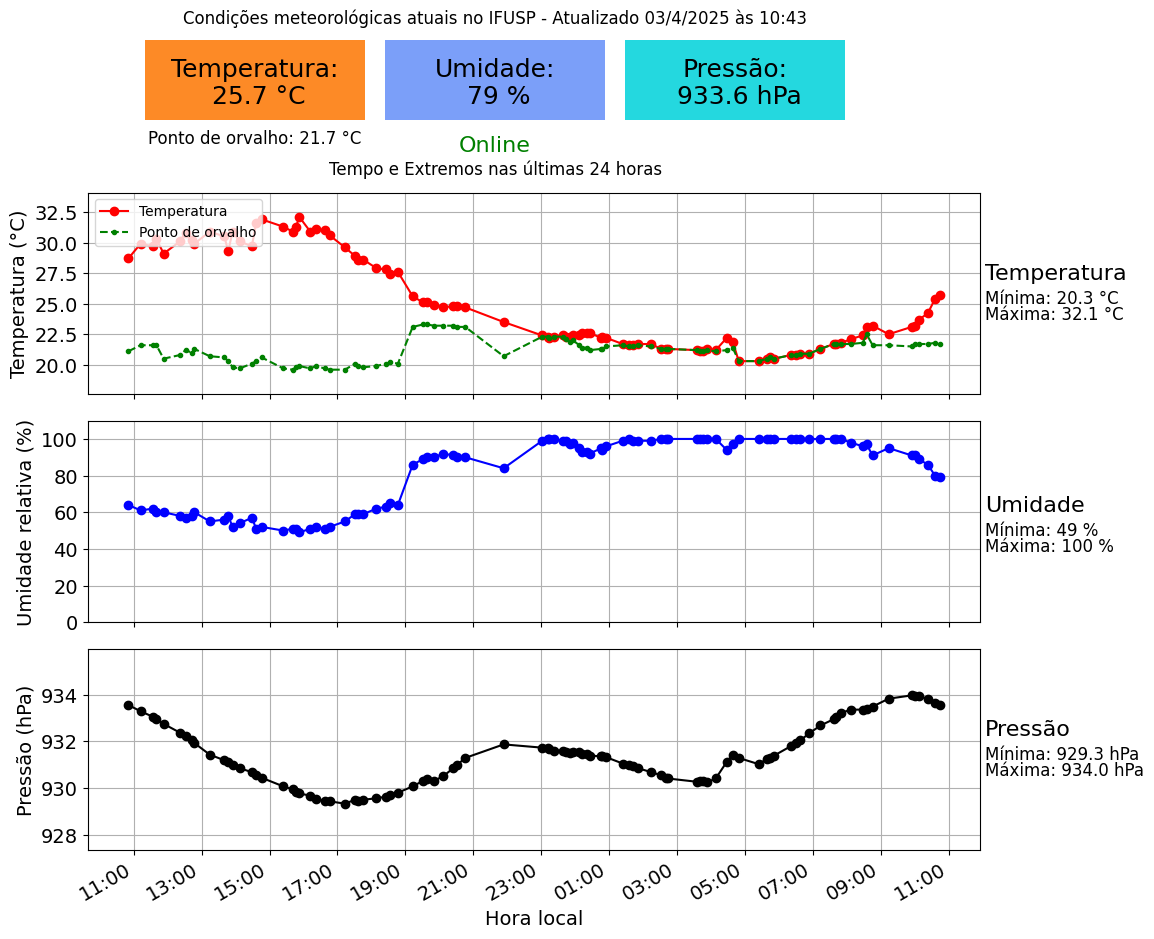 Condições meteorológicas atuais no IFUSP - Atualizado 03/4/2025 às 10:43
Temperatura:
25.7 °C
Umidade:
79 %
Pressão:
933.6 hPa
Ponto de orvalho: 21.7 °C
Online
Tempo e Extremos nas últimas 24 horas
Temperatura (°C)
32.5
30.0
27.5
25.0
22.5
20.0
Temperatura
Ponto de orvalho
Temperatura
Mínima: 20.3 °C
Máxima: 32.1 °C
Umidade relativa (%)
100
80
60
40
20
0
Umidade
Mínima: 49 %
Máxima: 100 %
Pressão (hPa)
934
932
930
928
Pressão
Mínima: 929.3 hPa
Máxima: 934.0 hPa
11:00 13:00 15:00 17:00 19:00 21:00 23:00 01:00 03:00 05:00 07:00 09:00 11:00
Hora local